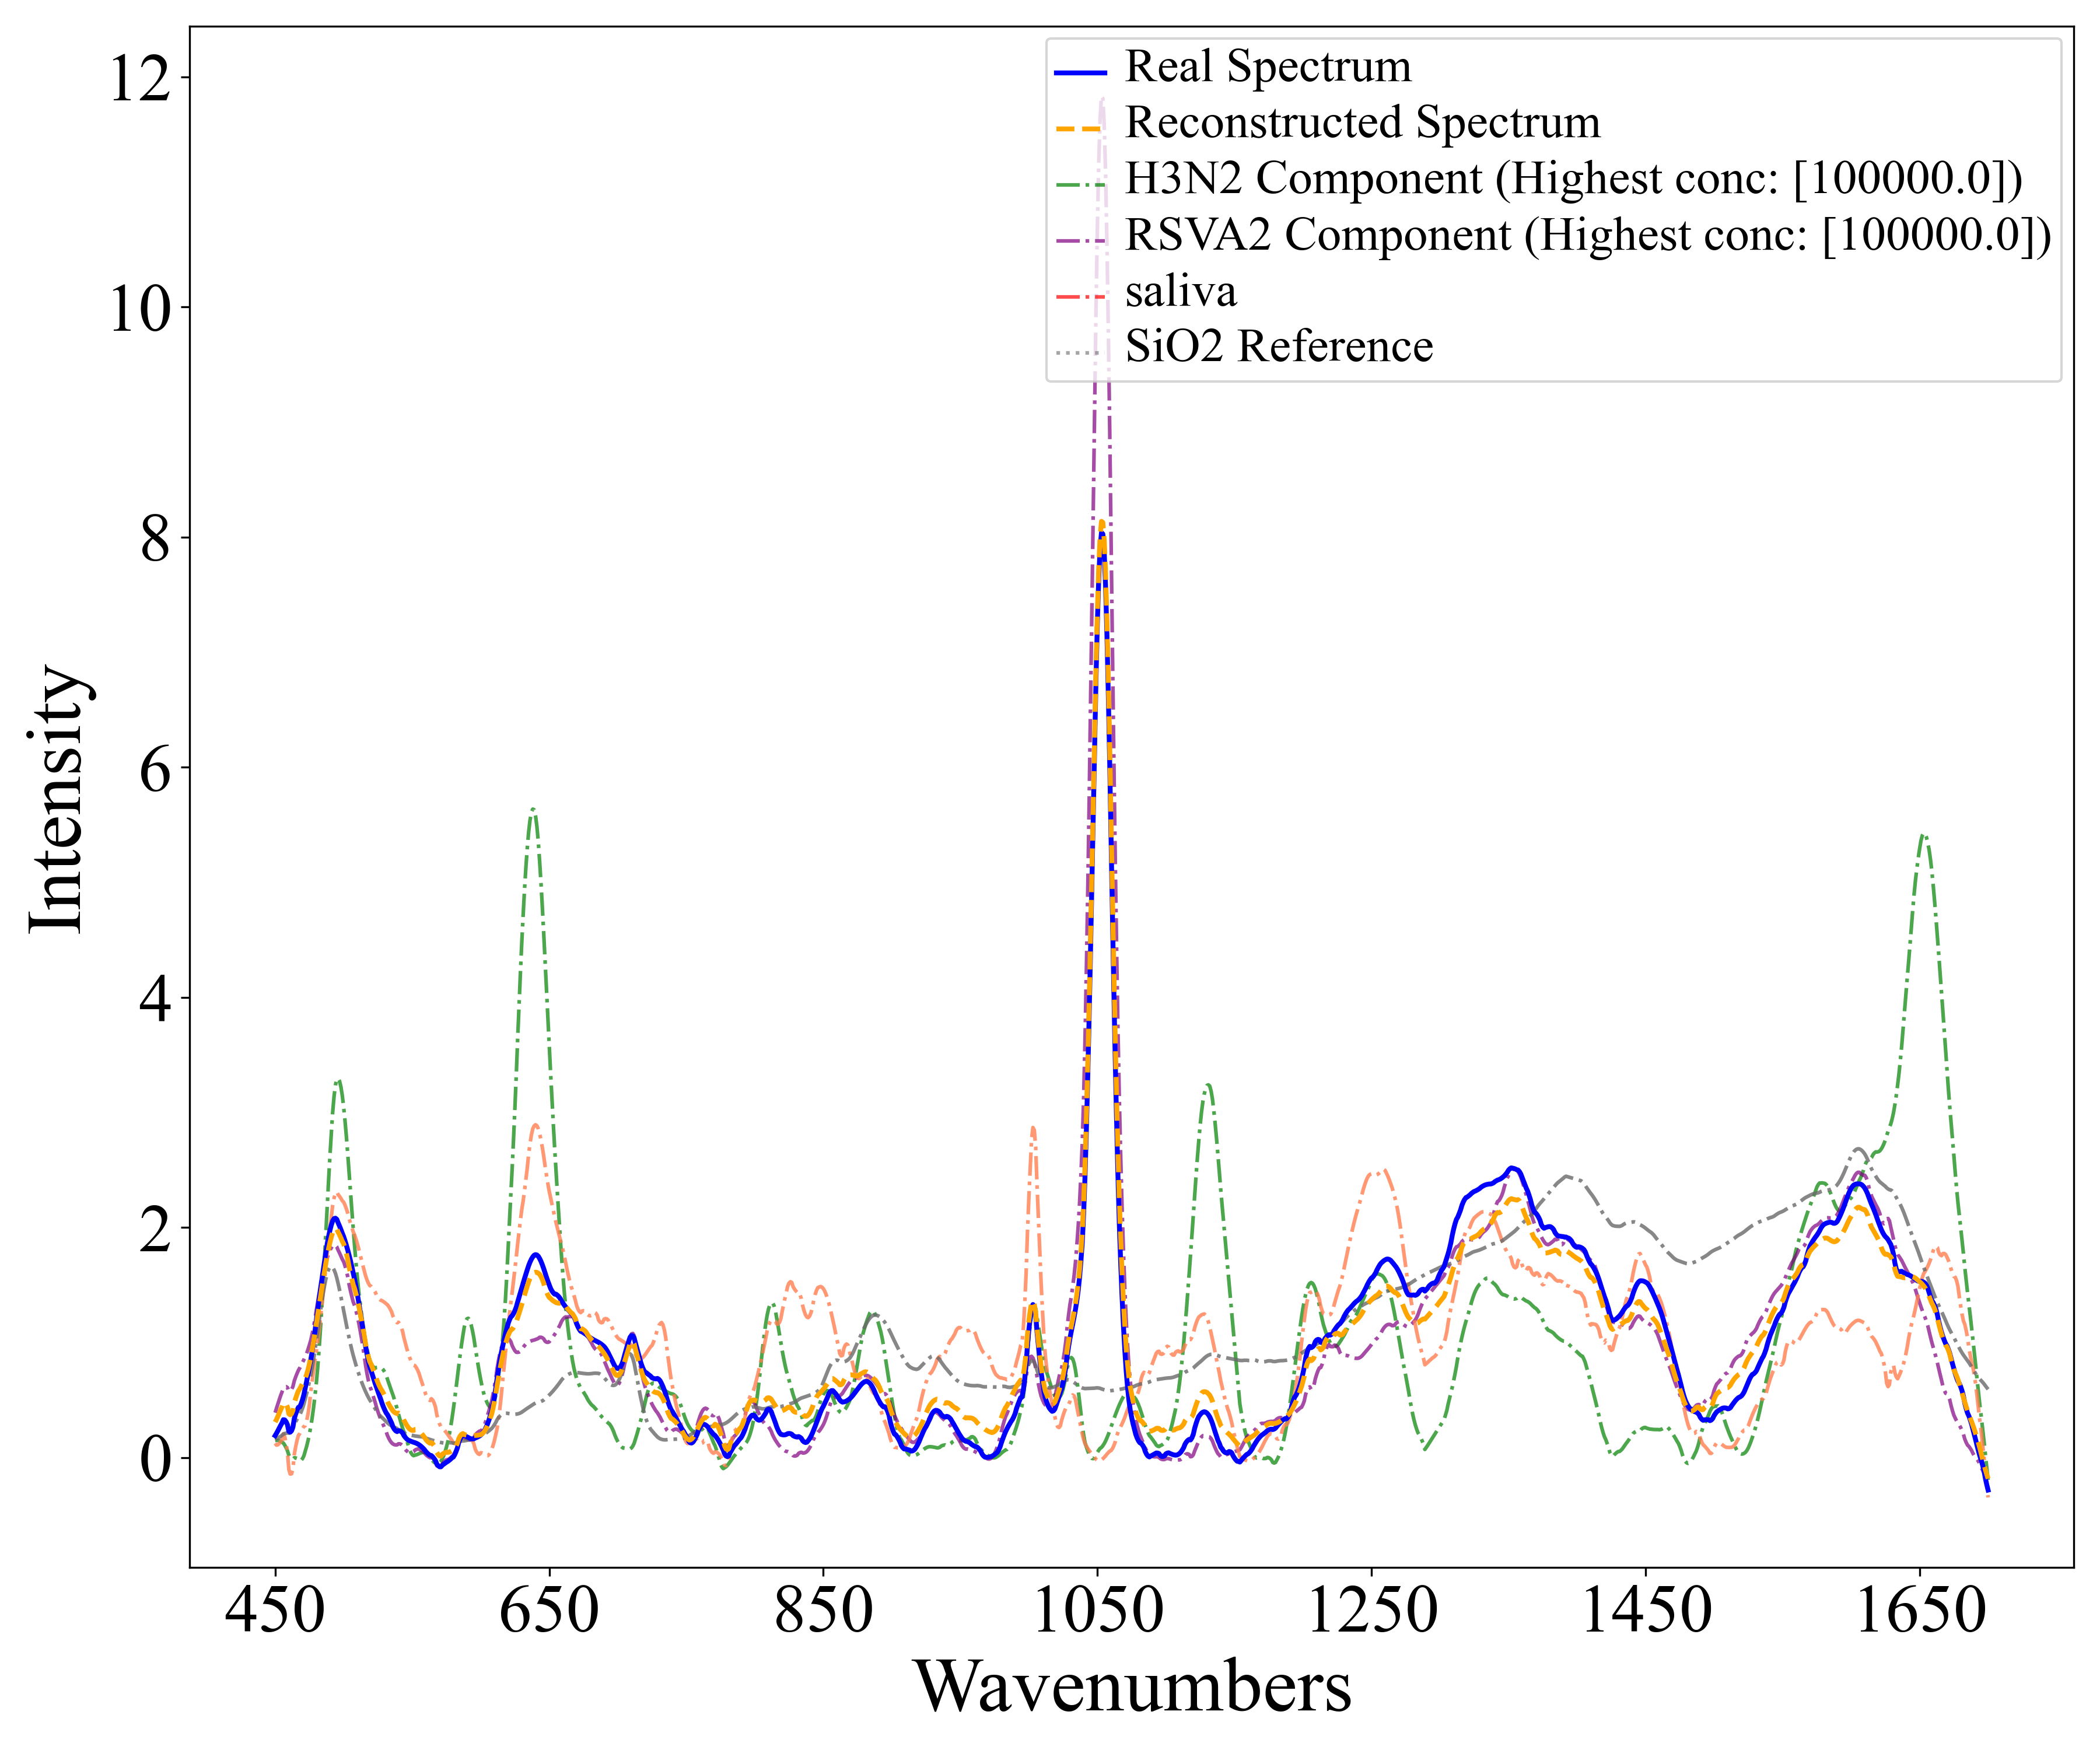 Real Spectrum
Reconstructed Spectrum
H3N2 Component (Highest conc: [100000.0])
RSVA2 Component (Highest conc: [100000.0])
saliva
SiO2 Reference
12
10
8
6
4
2
0
Intensity
450 650 850 1050 1250 1450 1650
Wavenumbers